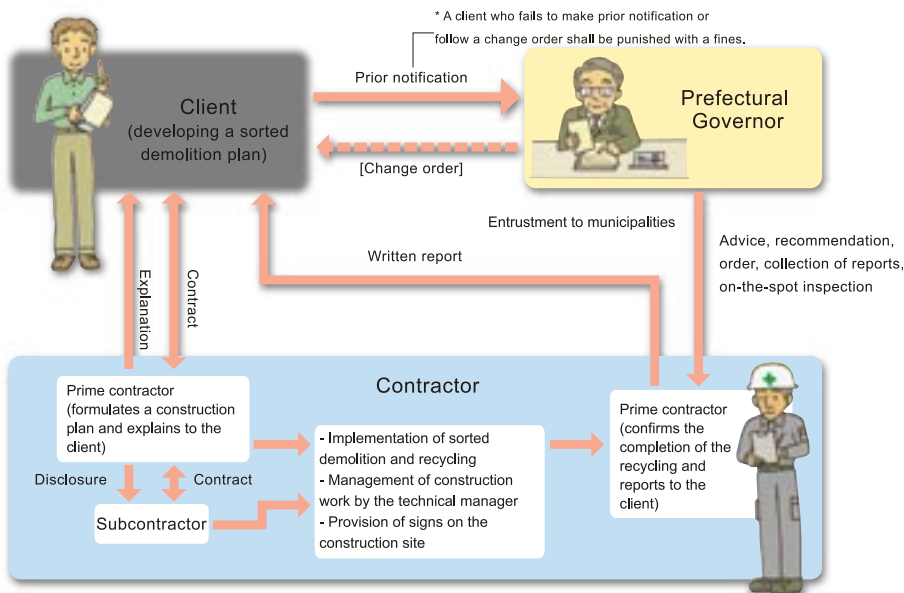 * A client who fails to make prior notification or
follow a change order shall be punished with a fines.
Prior notification
Client
(developing a sorted
demolition plan)
Prefectural
Governor
[Change order]
Entrustment to municipalities
Written report
Advice, recommendation,
order, collection of reports,
on-the-spot inspection
Explanation
Contract
Contractor
Prime contractor
(formulates a construction
plan and explains to the
client)
Disclosure
Contract
Subcontractor
- Implementation of sorted
demolition and recycling
- Management of construction
work by the technical manager
- Provision of signs on the
construction site
Prime contractor
(confirms the
completion of the
recycling and
reports to the
client)